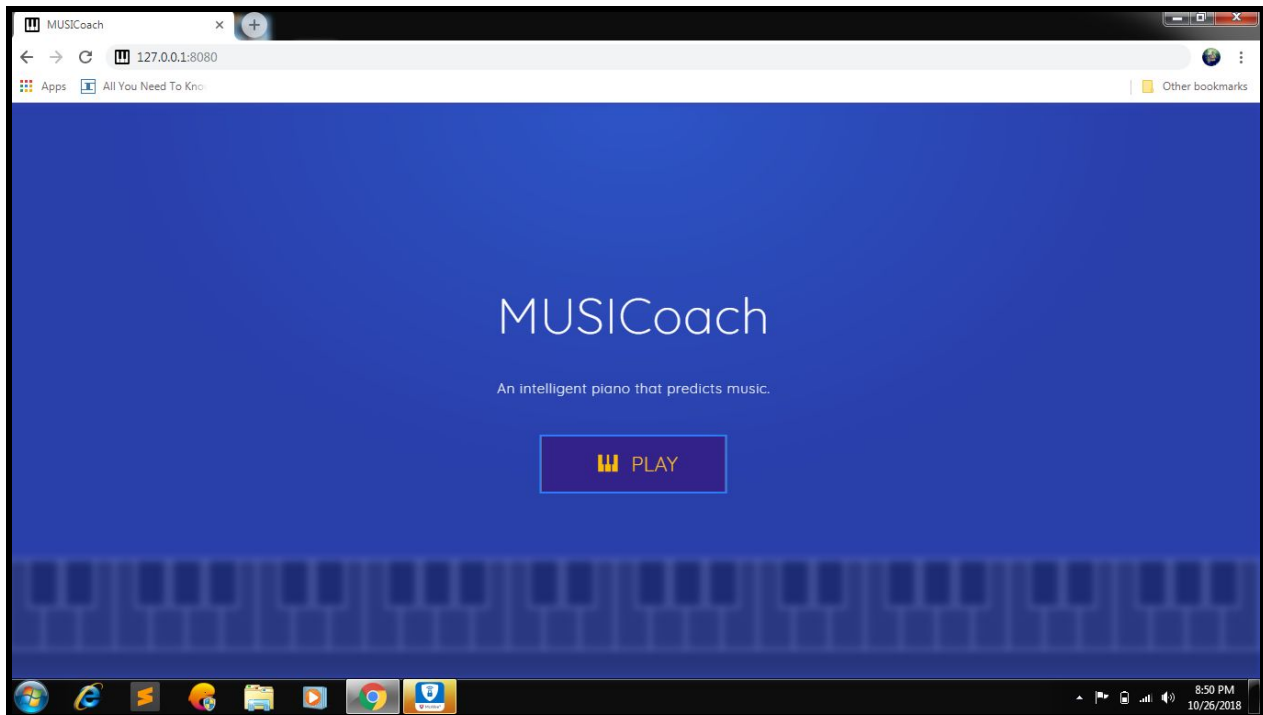 MUSICoach
127.0.0.1:8080
Apps All You Need To Kno
Other bookmarks
MUSICoach
An intelligent piano that predicts music.
PLAY
8:50 PM
10/26/2018